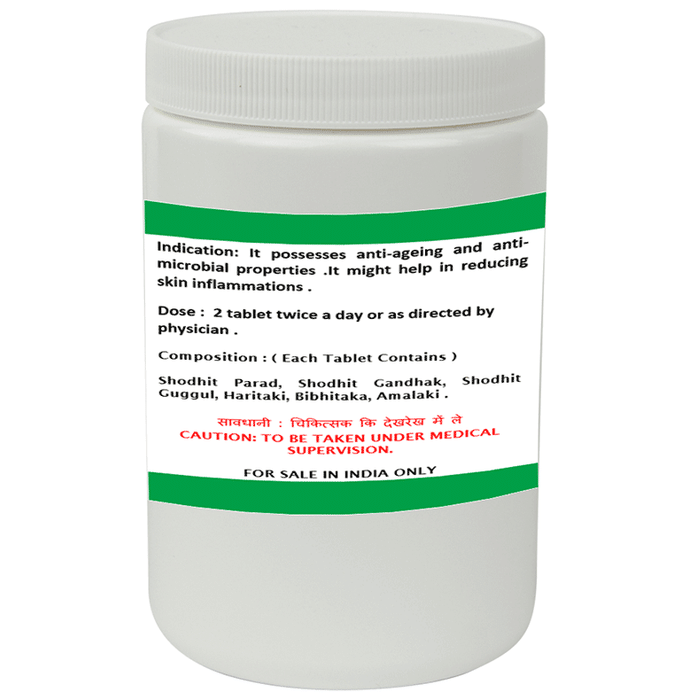 Indication: It possesses anti-ageing and anti-
microbial properties .It might help in reducing
skin inflammations .
Dose : 2 tablet twice a day or as directed by
physician .
Composition : ( Each Tablet Contains )
Shodhit Parad, Shodhit Gandhak, Shodhit
Guggul, Haritaki, Bibhitaka, Amalaki .
सावधानी : चिकित्सक कि देखरेख में ले
CAUTION: TO BE TAKEN UNDER MEDICAL
SUPERVISION.
FOR SALE IN INDIA ONLY